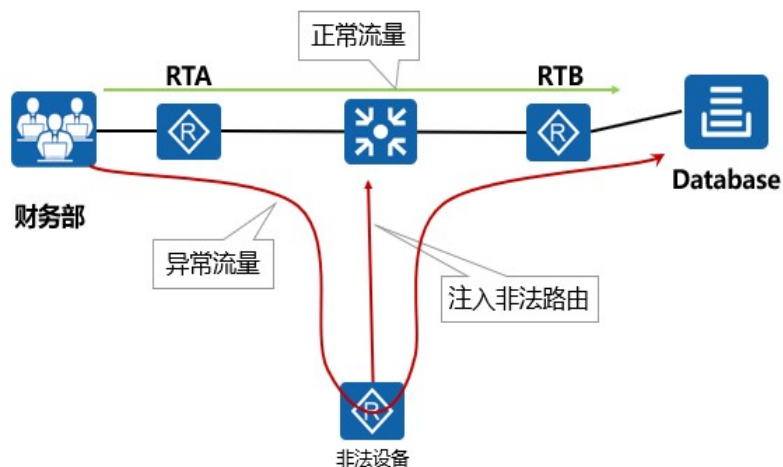 正常流量
RTA
RTB
R
R
Database
财务部
异常流量
注入非法路由
R
非法设备